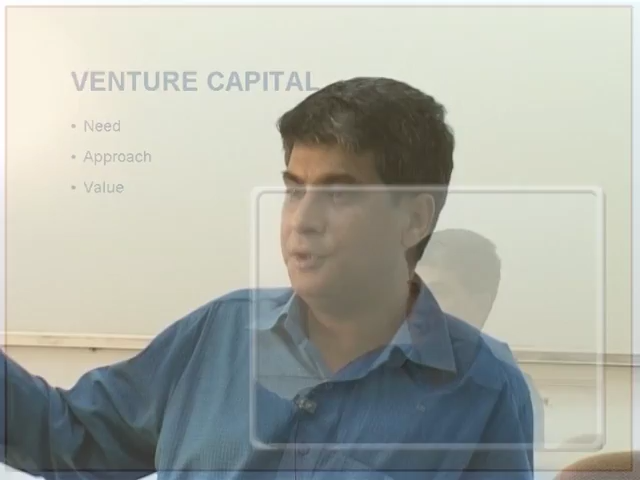 VENTURE CAPITAL
• Need
• Approach
• Value